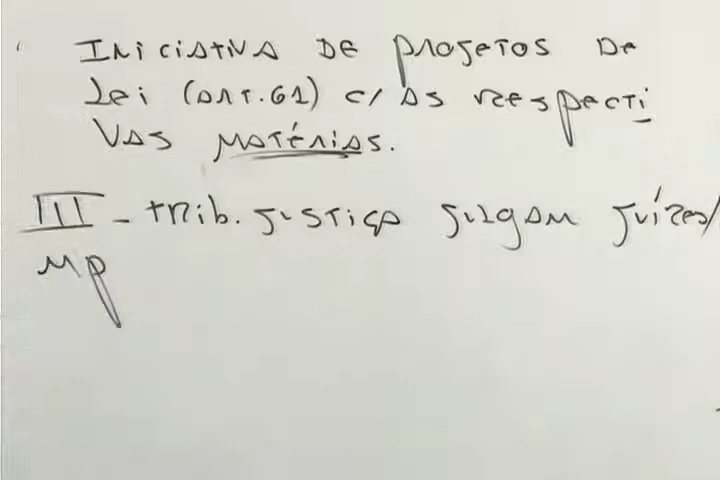 Iniciativa de projetos de
Lei (art.61) c/ as respecti
vas matérias.
III - trib. justiça julgam juízes/
MP